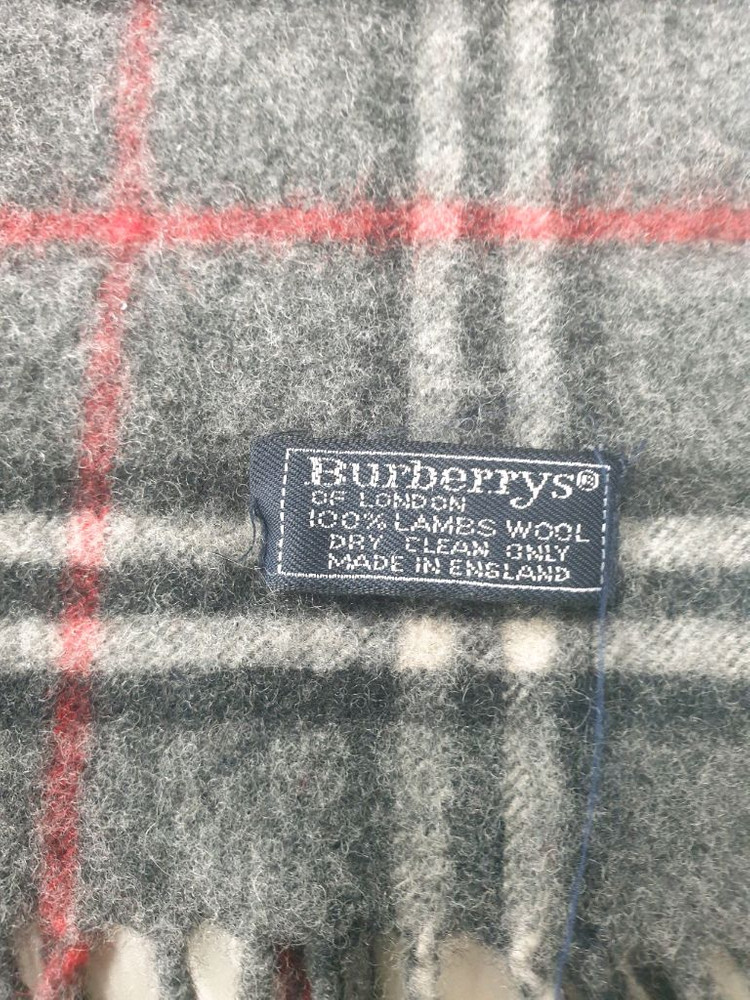 Burberrys®
OF LONDON
100% LAMBS WOOL
DRY CLEAN ONLY
MADE IN ENGLAND